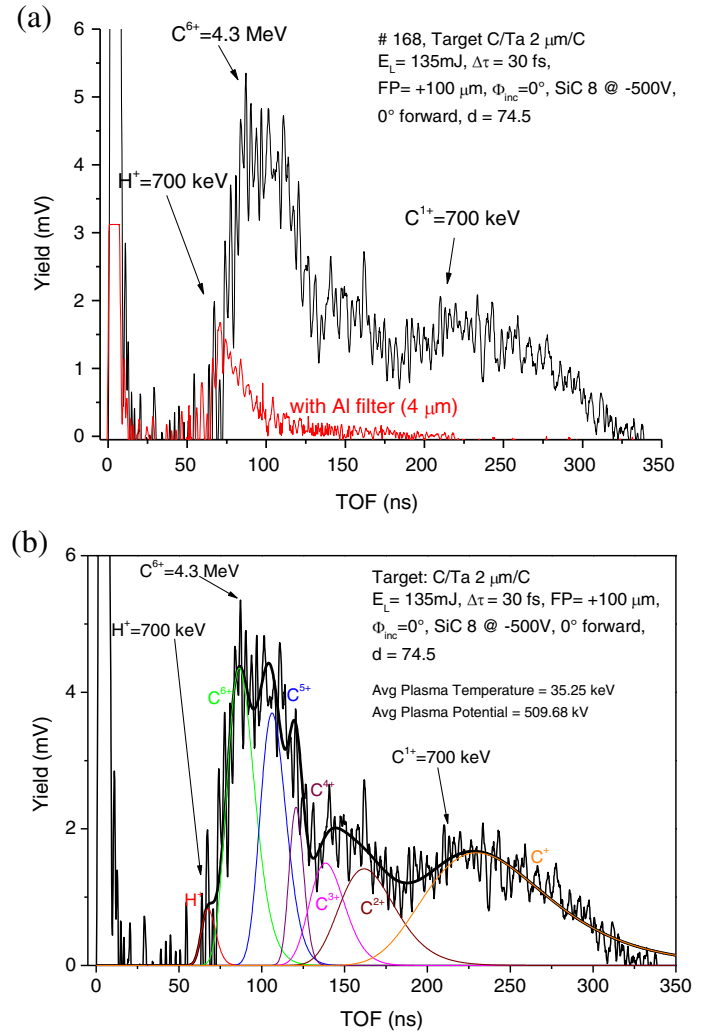 (a)
C6+=4.3 MeV
H+=700 keV
C1+=700 keV
# 168, Target C/Ta 2 μm/C
EL= 135mJ, Δτ = 30 fs,
FP= +100 μm, Φinc=0°, SiC 8 @ -500V,
0° forward, d = 74.5
with Al filter (4 μm)
Yield (mV)
6
5
4
3
2
1
0
0 50 100 150 200 250 300 350
TOF (ns)
(b)
C6+=4.3 MeV
H+=700 keV
Target: C/Ta 2 μm/C
EL= 135mJ, Δτ = 30 fs, FP= +100 μm,
Φinc=0°, SiC 8 @ -500V, 0° forward,
d = 74.5
Avg Plasma Temperature = 35.25 keV
Avg Plasma Potential = 509.68 kV
C1+=700 keV
C6+
C5+
C4+
C3+
C2+
C+
H+
Yield (mV)
6
4
2
0
0 50 100 150 200 250 300 350
TOF (ns)